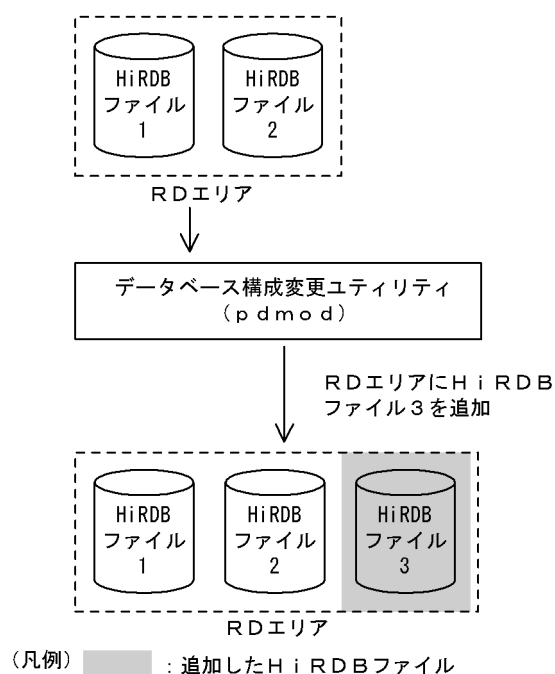 HiRDB
ファイル
1
HiRDB
ファイル
2
RDエリア
データベース構成変更ユティリティ
(pdmod)
RDエリアにHiRDB
ファイル3を追加
HiRDB
ファイル
1
HiRDB
ファイル
2
HiRDB
ファイル
3
RDエリア
(凡例) :追加したHiRDBファイル